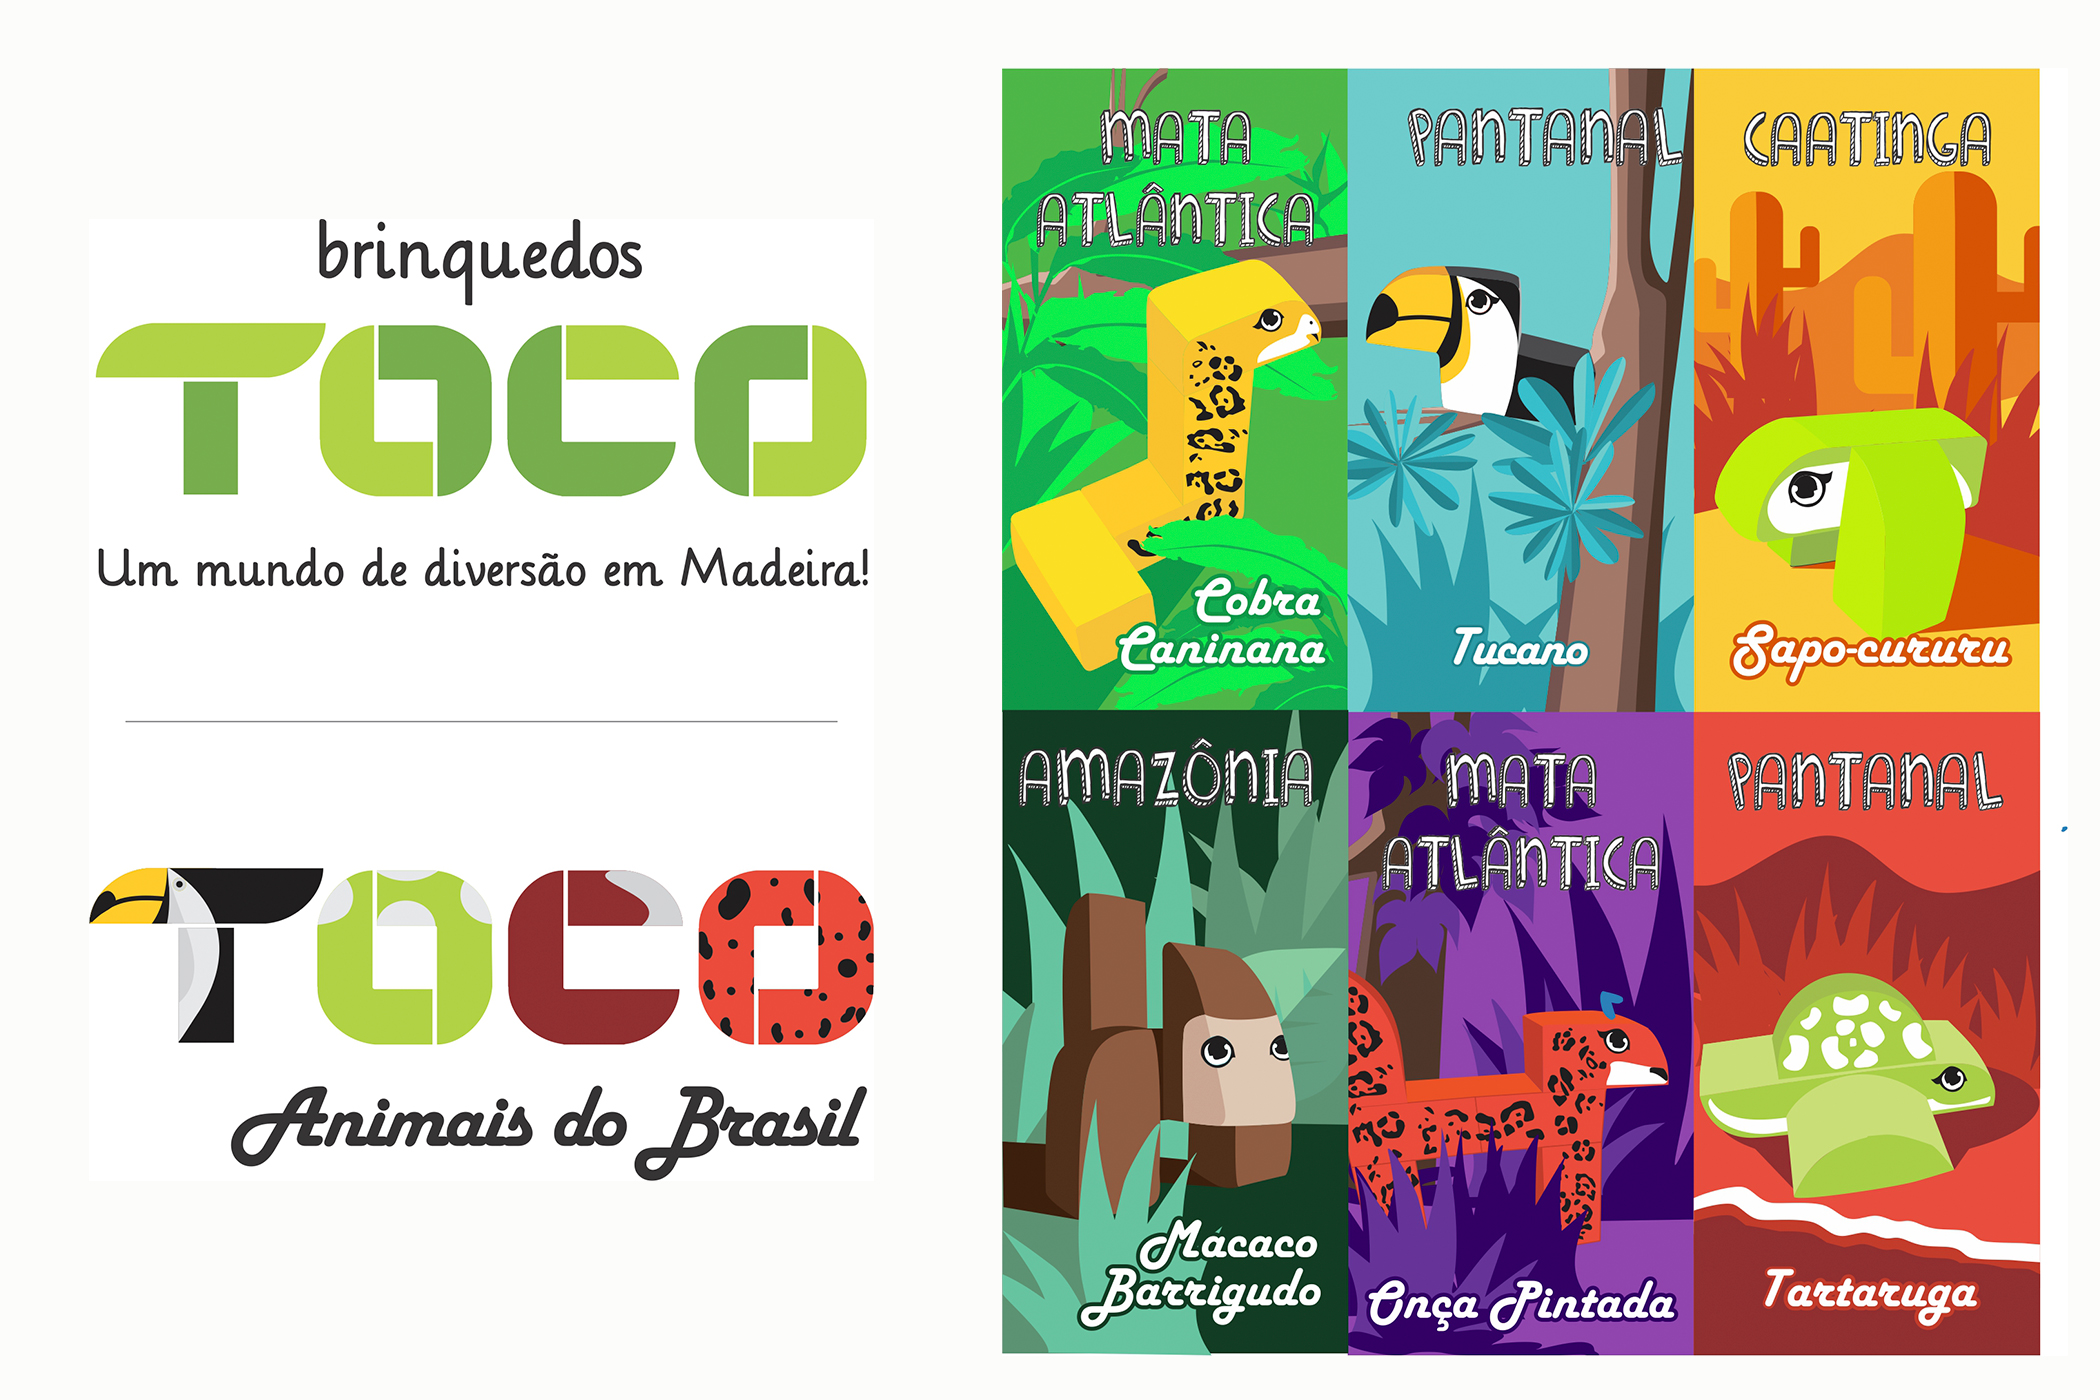 brinquedos
TOCO
Um mundo de diversão em Madeira!
TOCO
Animais do Brasil
MATA
ATLÂNTICA
Cobra
Caninana
PANTANAL
Tucano
CAATINGA
Sapo-cururu
AMAZÔNIA
Macaco
Barrigudo
MATA
ATLÂNTICA
Onça Pintada
PANTANAL
Tartaruga